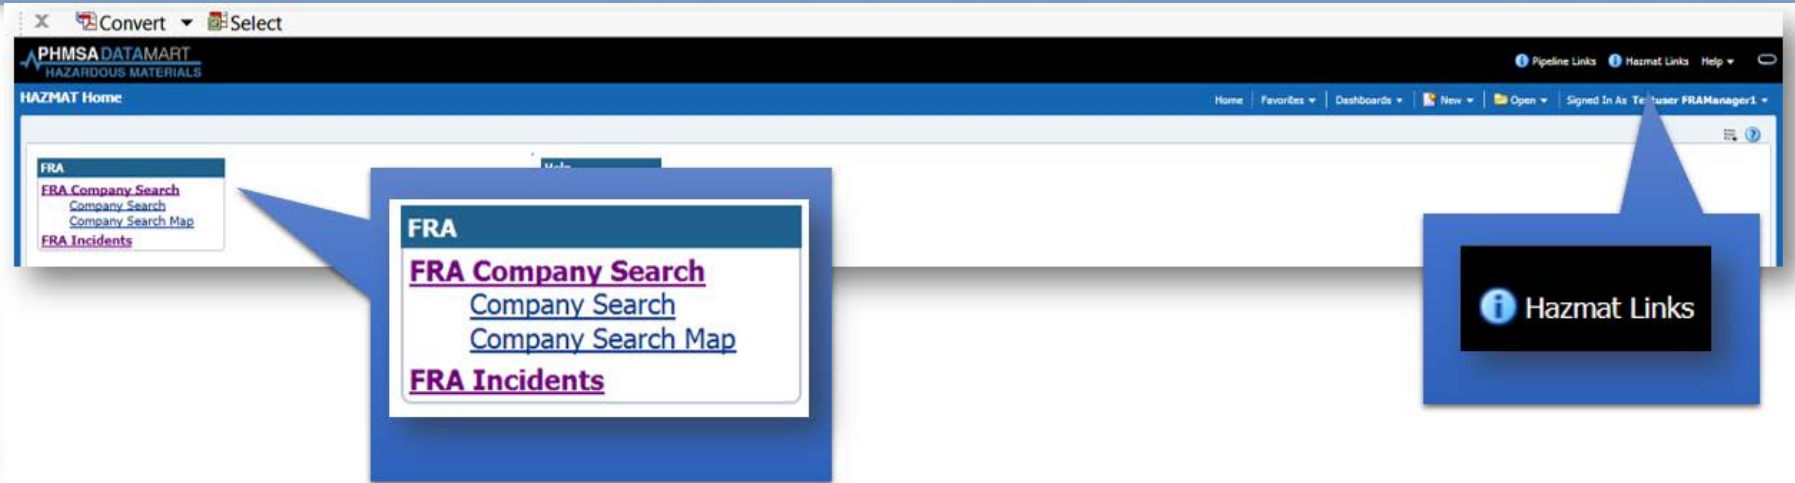 X Convert Select
PHMSA DATAMART
HAZARDOUS MATERIALS
Pipeline Links Hazmat Links Help
HAZMAT Home
Home Favorites Dashboards New Open Signed In As Testuser FRAManager1
FRA
FRA Company Search
Company Search
Company Search Map
FRA Incidents
Help
FRA
FRA Company Search
Company Search
Company Search Map
FRA Incidents
Hazmat Links